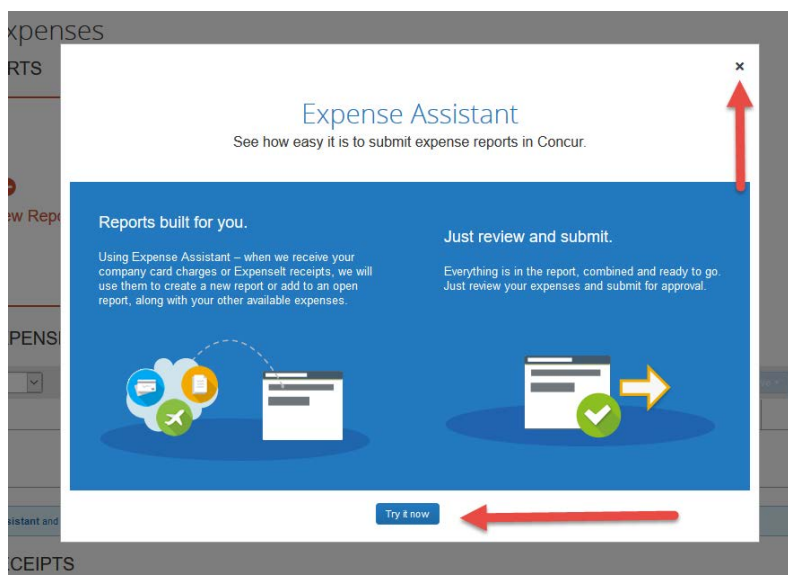 xpenses
RTS
×
Expense Assistant
See how easy it is to submit expense reports in Concur.
ew Repo
Reports built for you.
Using Expense Assistant – when we receive your
company card charges or ExpenseIt receipts, we will
use them to create a new report or add to an open
report, along with your other available expenses.
Just review and submit.
Everything is in the report, combined and ready to go.
Just review your expenses and submit for approval.
PENSE
Try it now
sistant and
CEIPTS